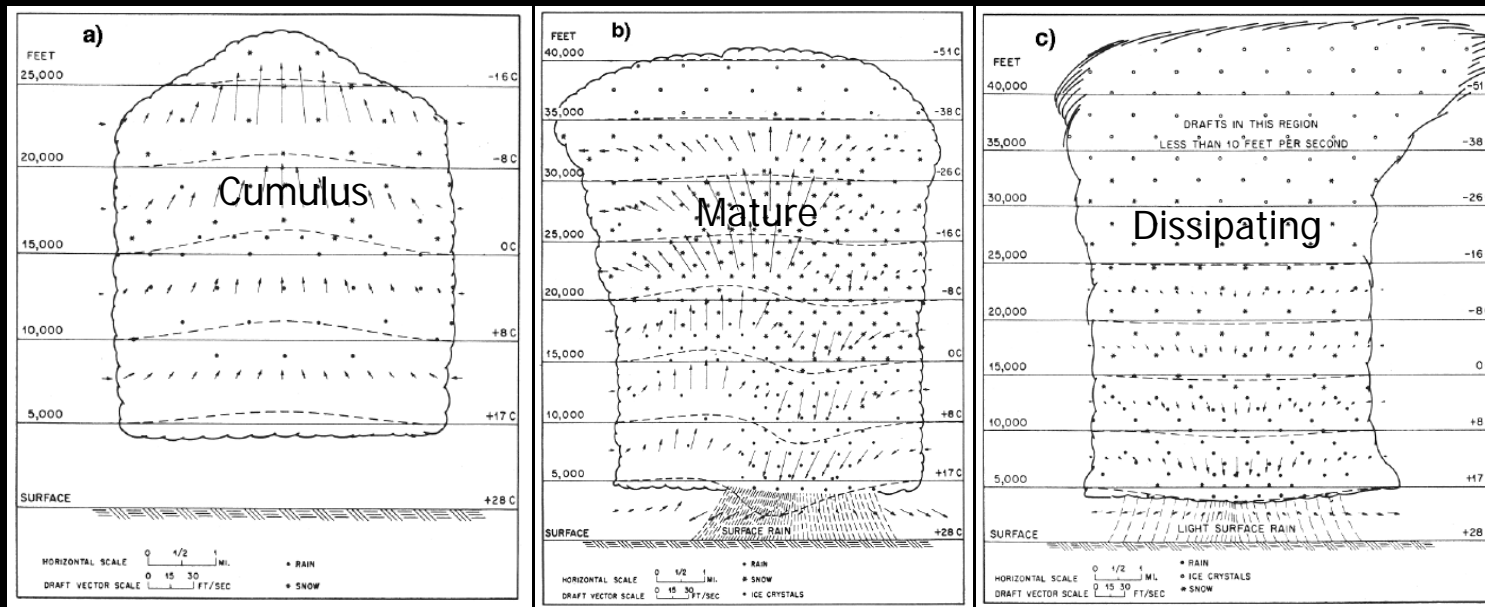 a)
FEET
25,000
-16 C
20,000
-8 C
Cumulus
15,000
0 C
10,000
+8 C
5,000
+17 C
SURFACE
+28 C
HORIZONTAL SCALE 0 1/2 1 MI.
• RAIN
DRAFT VECTOR SCALE 0 15 30 FT/SEC
* SNOW
b)
FEET
40,000
-51 C
35,000
-38 C
30,000
-26 C
Mature
25,000
-16 C
20,000
-8 C
15,000
0 C
10,000
+8 C
5,000
+17 C
SURFACE RAIN
SURFACE
+28 C
• RAIN
HORIZONTAL SCALE 0 1/2 1 MI.
* SNOW
DRAFT VECTOR SCALE 0 15 30 FT/SEC
• ICE CRYSTALS
c)
FEET
40,000
-51
DRAFTS IN THIS REGION
35,000
LESS THAN 10 FEET PER SECOND
-38
30,000
-26
Dissipating
25,000
-16
20,000
-8
15,000
0
10,000
+8
5,000
+17
LIGHT SURFACE RAIN
SURFACE
+28
• RAIN
HORIZONTAL SCALE 0 1/2 1 MI.
o ICE CRYSTALS
DRAFT VECTOR SCALE 0 15 30 FT/SEC
* SNOW